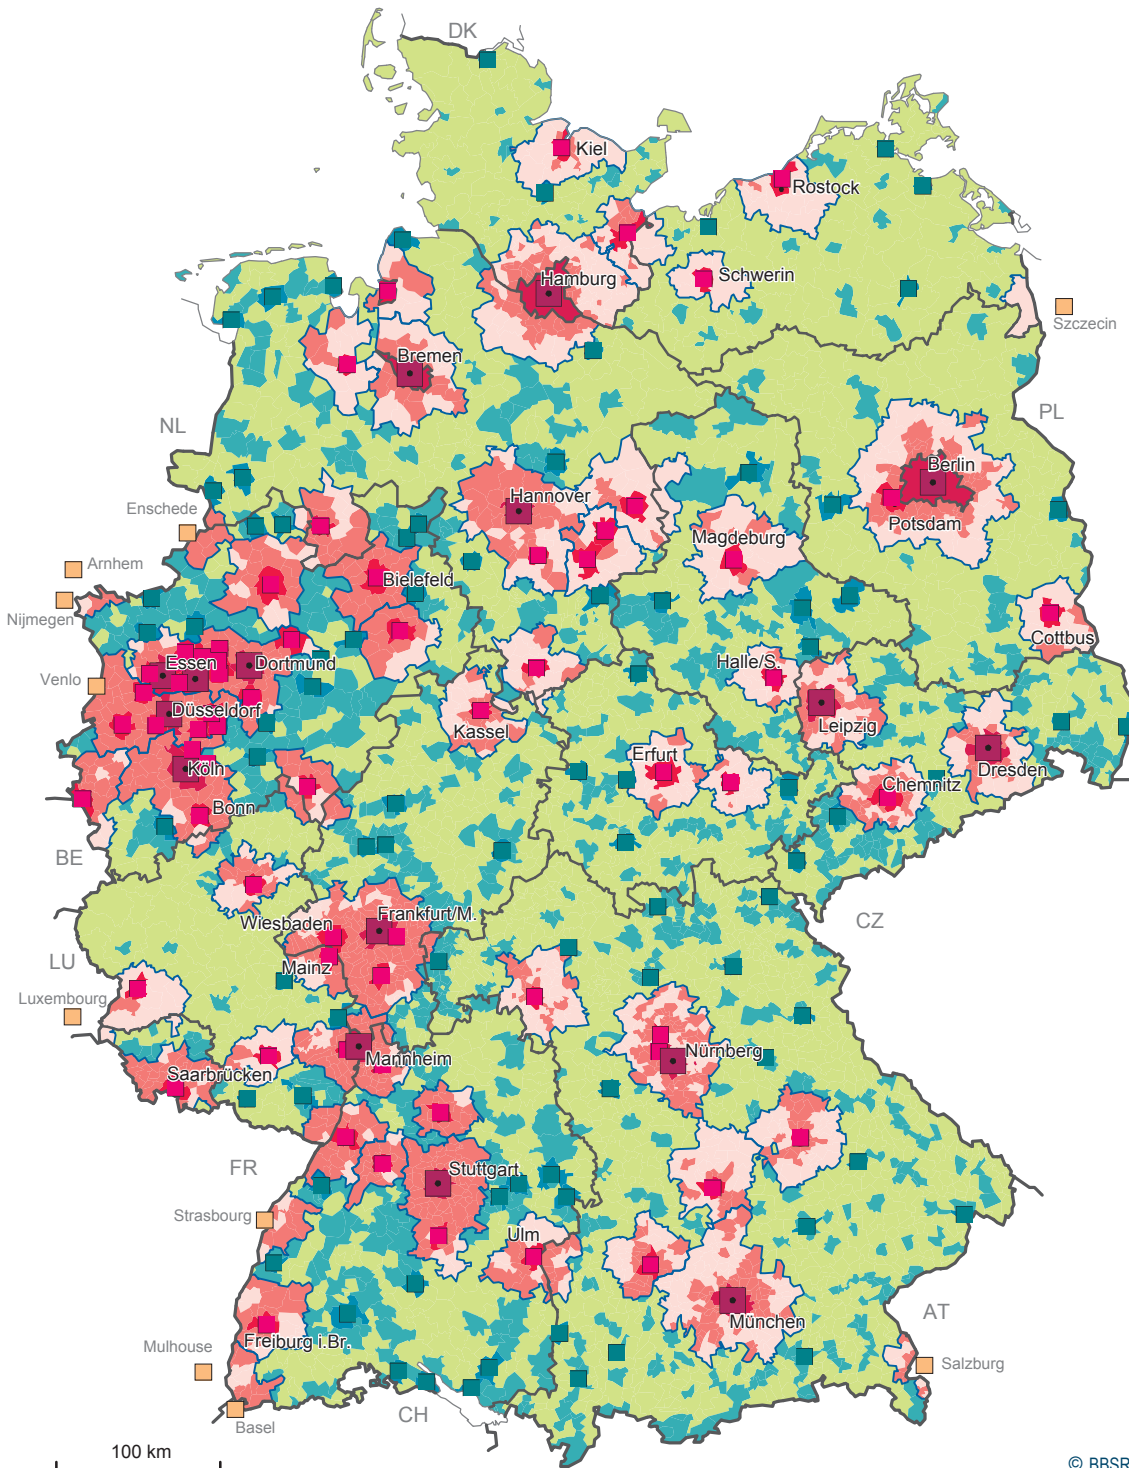 DK
Kiel
Rostock
Hamburg
Schwerin
Szczecin
Bremen
NL
PL
Berlin
Hannover
Enschede
Potsdam
Magdeburg
Arnhem
Bielefeld
Nijmegen
Cottbus
Essen
Dortmund
Halle/S.
Venlo
Düsseldorf
Leipzig
Kassel
Erfurt
Köln
Dresden
Chemnitz
Bonn
BE
Wiesbaden
Frankfurt/M.
CZ
LU
Mainz
Luxembourg
Nürnberg
Mannheim
Saarbrücken
FR
Stuttgart
Strasbourg
Ulm
AT
München
Freiburg i.Br.
Mulhouse
Salzburg
CH
Basel
100 km
© BBSR